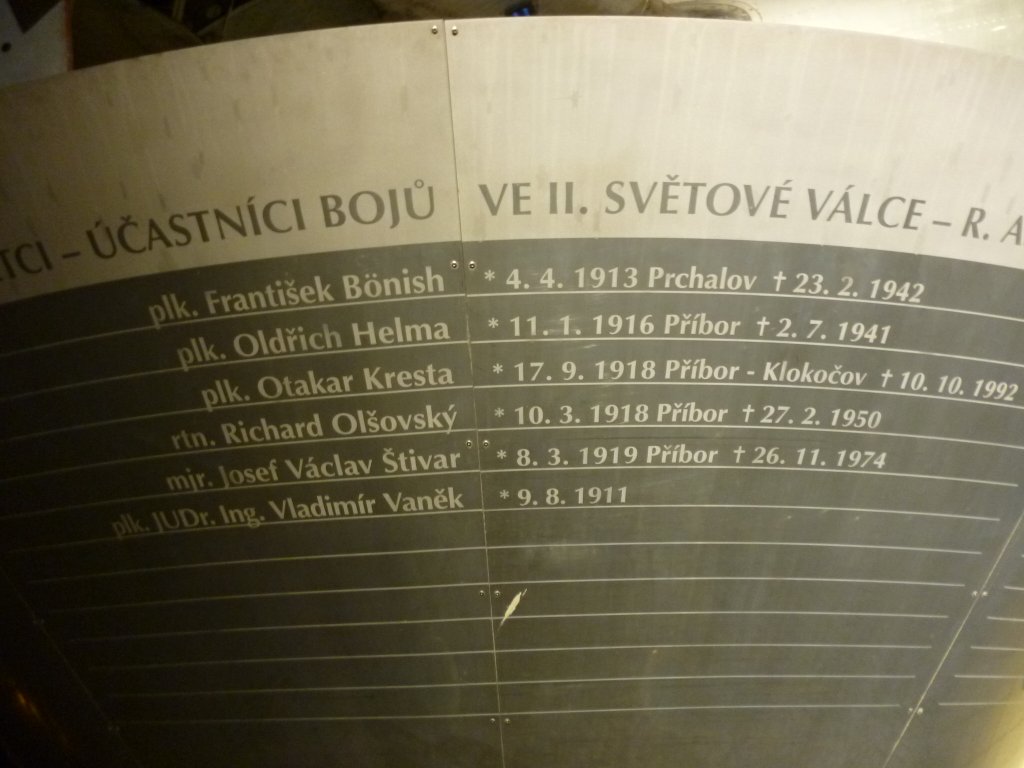 TCI – ÚČASTNÍCI BOJŮ VE II. SVĚTOVÉ VÁLCE – R. A
plk. František Bönish * 4. 4. 1913 Prchalov † 23. 2. 1942
plk. Oldřich Helma * 11. 1. 1916 Příbor † 2. 7. 1941
plk. Otakar Kresta * 17. 9. 1918 Příbor - Klokočov † 10. 10. 1992
rtn. Richard Olšovský * 10. 3. 1918 Příbor † 27. 2. 1950
mjr. Josef Václav Štivar * 8. 3. 1919 Příbor † 26. 11. 1974
plk. JUDr. Ing. Vladimír Vaněk * 9. 8. 1911